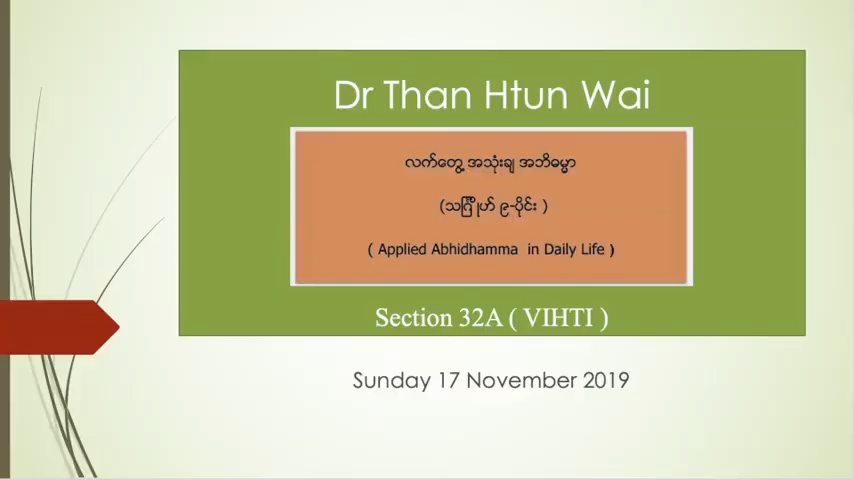 Dr Than Htun Wai
လက်တွေ့ အသုံးချ အဘိဓမ္မာ
(သင်္ဂြိုဟ် ၉-ပိုင်း )
( Applied Abhidhamma in Daily Life )
Section 32A ( VIHTI )
Sunday 17 November 2019